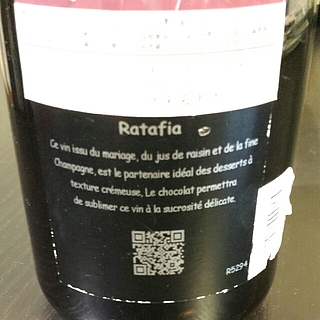 Ratafia
Ce vin issu du mariage, du jus de raisin et de la fine
Champagne, est le partenaire idéal des desserts à
texture crémeuse. Le chocolat permettra
de sublimer ce vin à la sucrosité délicate.
R5294